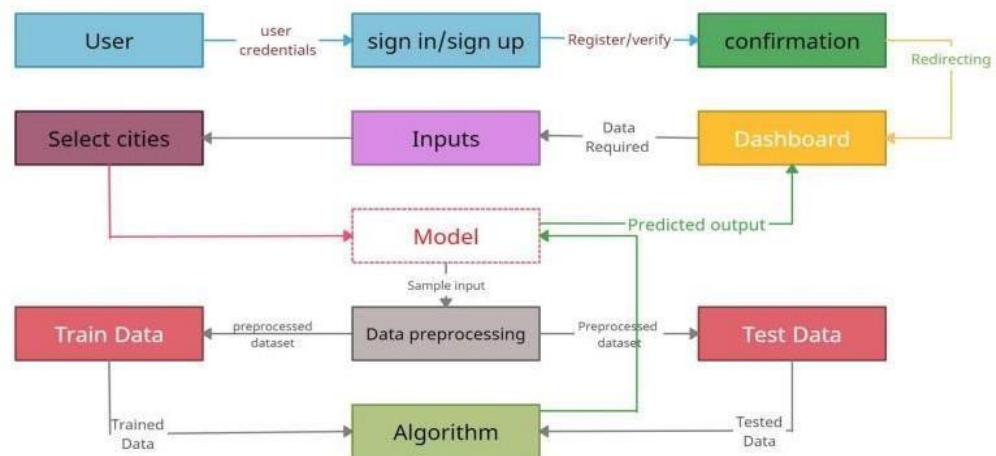 User
user
credentials
sign in/sign up
Register/verify
confirmation
Redirecting
Select cities
Inputs
Data
Required
Dashboard
Model
Predicted output
Sample input
Train Data
preprocessed
dataset
Data preprocessing
Preprocessed
dataset
Test Data
Trained
Data
Algorithm
Tested
Data